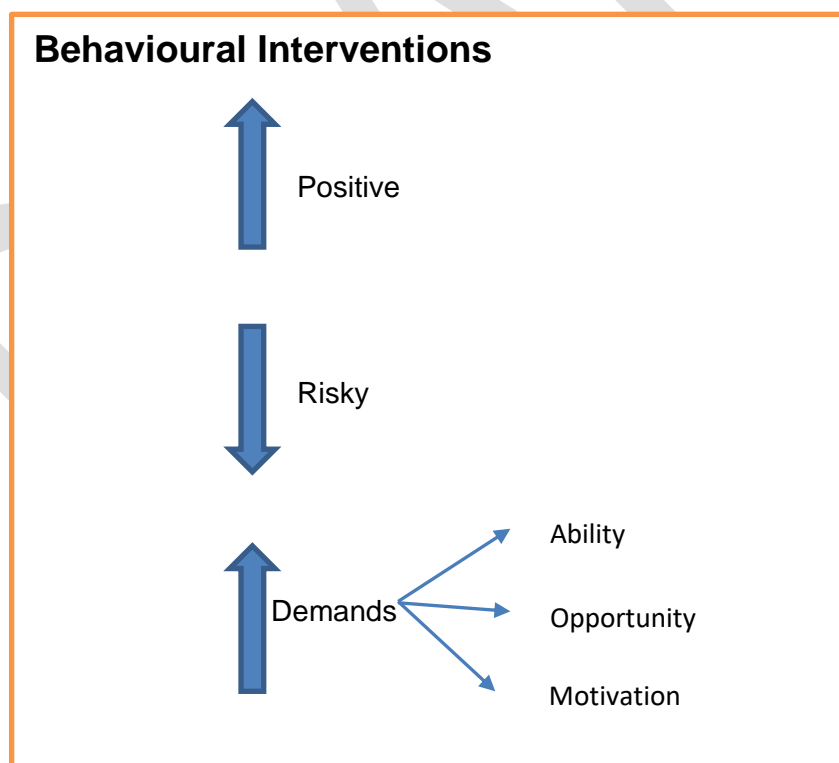 Behavioural Interventions
Positive
Risky
Ability
Demands
Opportunity
Motivation